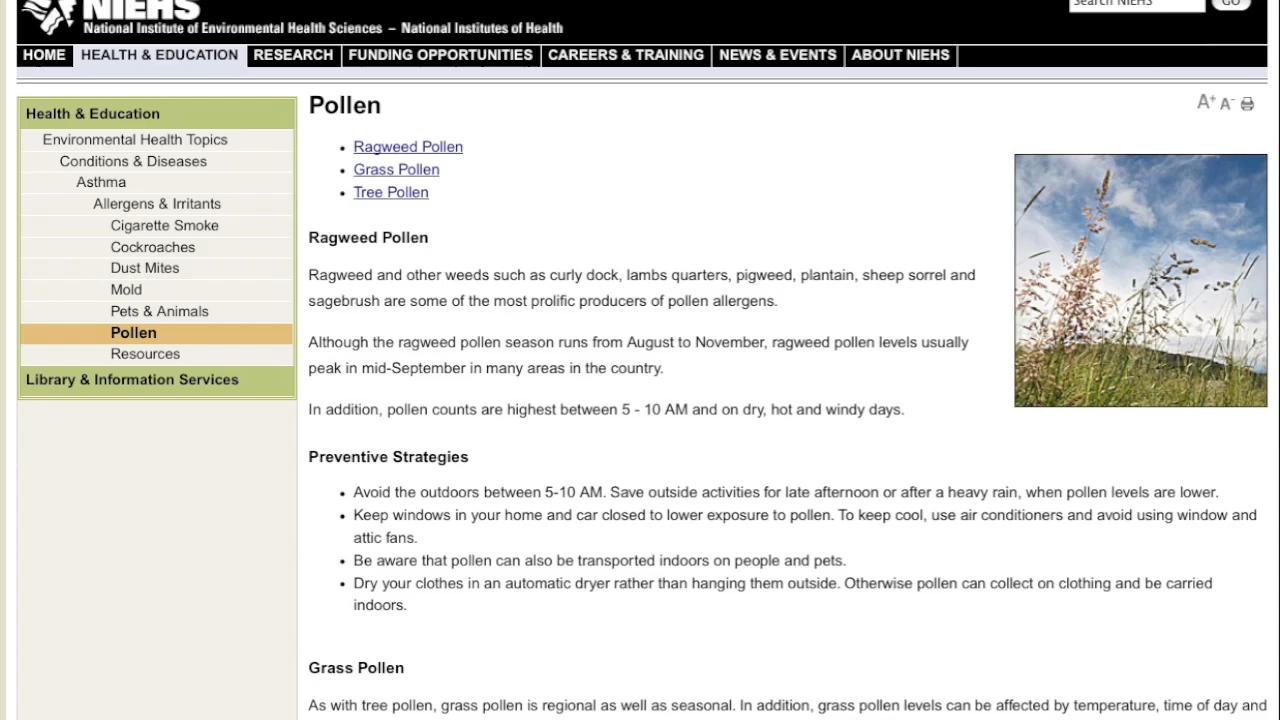 NIEHS
National Institute of Environmental Health Sciences – National Institutes of Health
Search NIEHS
GO
HOME
HEALTH & EDUCATION
RESEARCH
FUNDING OPPORTUNITIES
CAREERS & TRAINING
NEWS & EVENTS
ABOUT NIEHS
Health & Education
Environmental Health Topics
Conditions & Diseases
Asthma
Allergens & Irritants
Cigarette Smoke
Cockroaches
Dust Mites
Mold
Pets & Animals
Pollen
Resources
Library & Information Services
Pollen
A+ A-
• Ragweed Pollen
• Grass Pollen
• Tree Pollen
Ragweed Pollen
Ragweed and other weeds such as curly dock, lambs quarters, pigweed, plantain, sheep sorrel and
sagebrush are some of the most prolific producers of pollen allergens.
Although the ragweed pollen season runs from August to November, ragweed pollen levels usually
peak in mid-September in many areas in the country.
In addition, pollen counts are highest between 5 - 10 AM and on dry, hot and windy days.
Preventive Strategies
• Avoid the outdoors between 5-10 AM. Save outside activities for late afternoon or after a heavy rain, when pollen levels are lower.
• Keep windows in your home and car closed to lower exposure to pollen. To keep cool, use air conditioners and avoid using window and
attic fans.
• Be aware that pollen can also be transported indoors on people and pets.
• Dry your clothes in an automatic dryer rather than hanging them outside. Otherwise pollen can collect on clothing and be carried
indoors.
Grass Pollen
As with tree pollen, grass pollen is regional as well as seasonal. In addition, grass pollen levels can be affected by temperature, time of day and